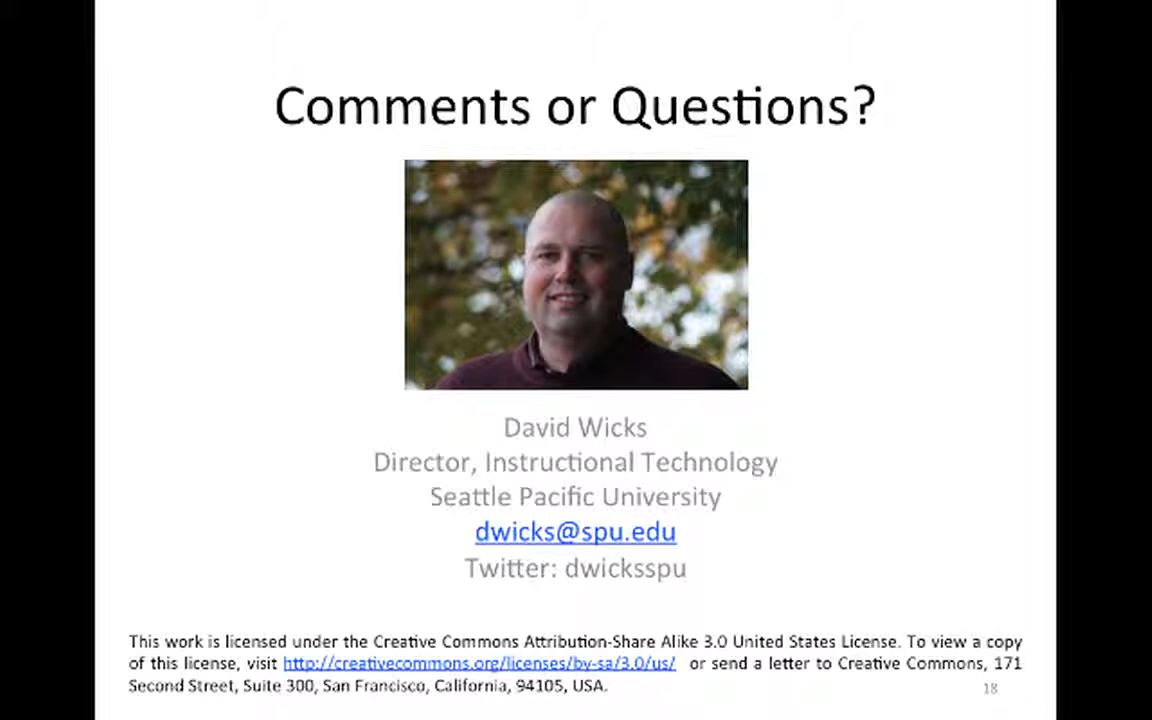 Comments or Questions?
David Wicks
Director, Instructional Technology
Seattle Pacific University
dwicks@spu.edu
Twitter: dwicksspu
This work is licensed under the Creative Commons Attribution-Share Alike 3.0 United States License. To view a copy
of this license, visit http://creativecommons.org/licenses/by-sa/3.0/us/ or send a letter to Creative Commons, 171
Second Street, Suite 300, San Francisco, California, 94105, USA.
18